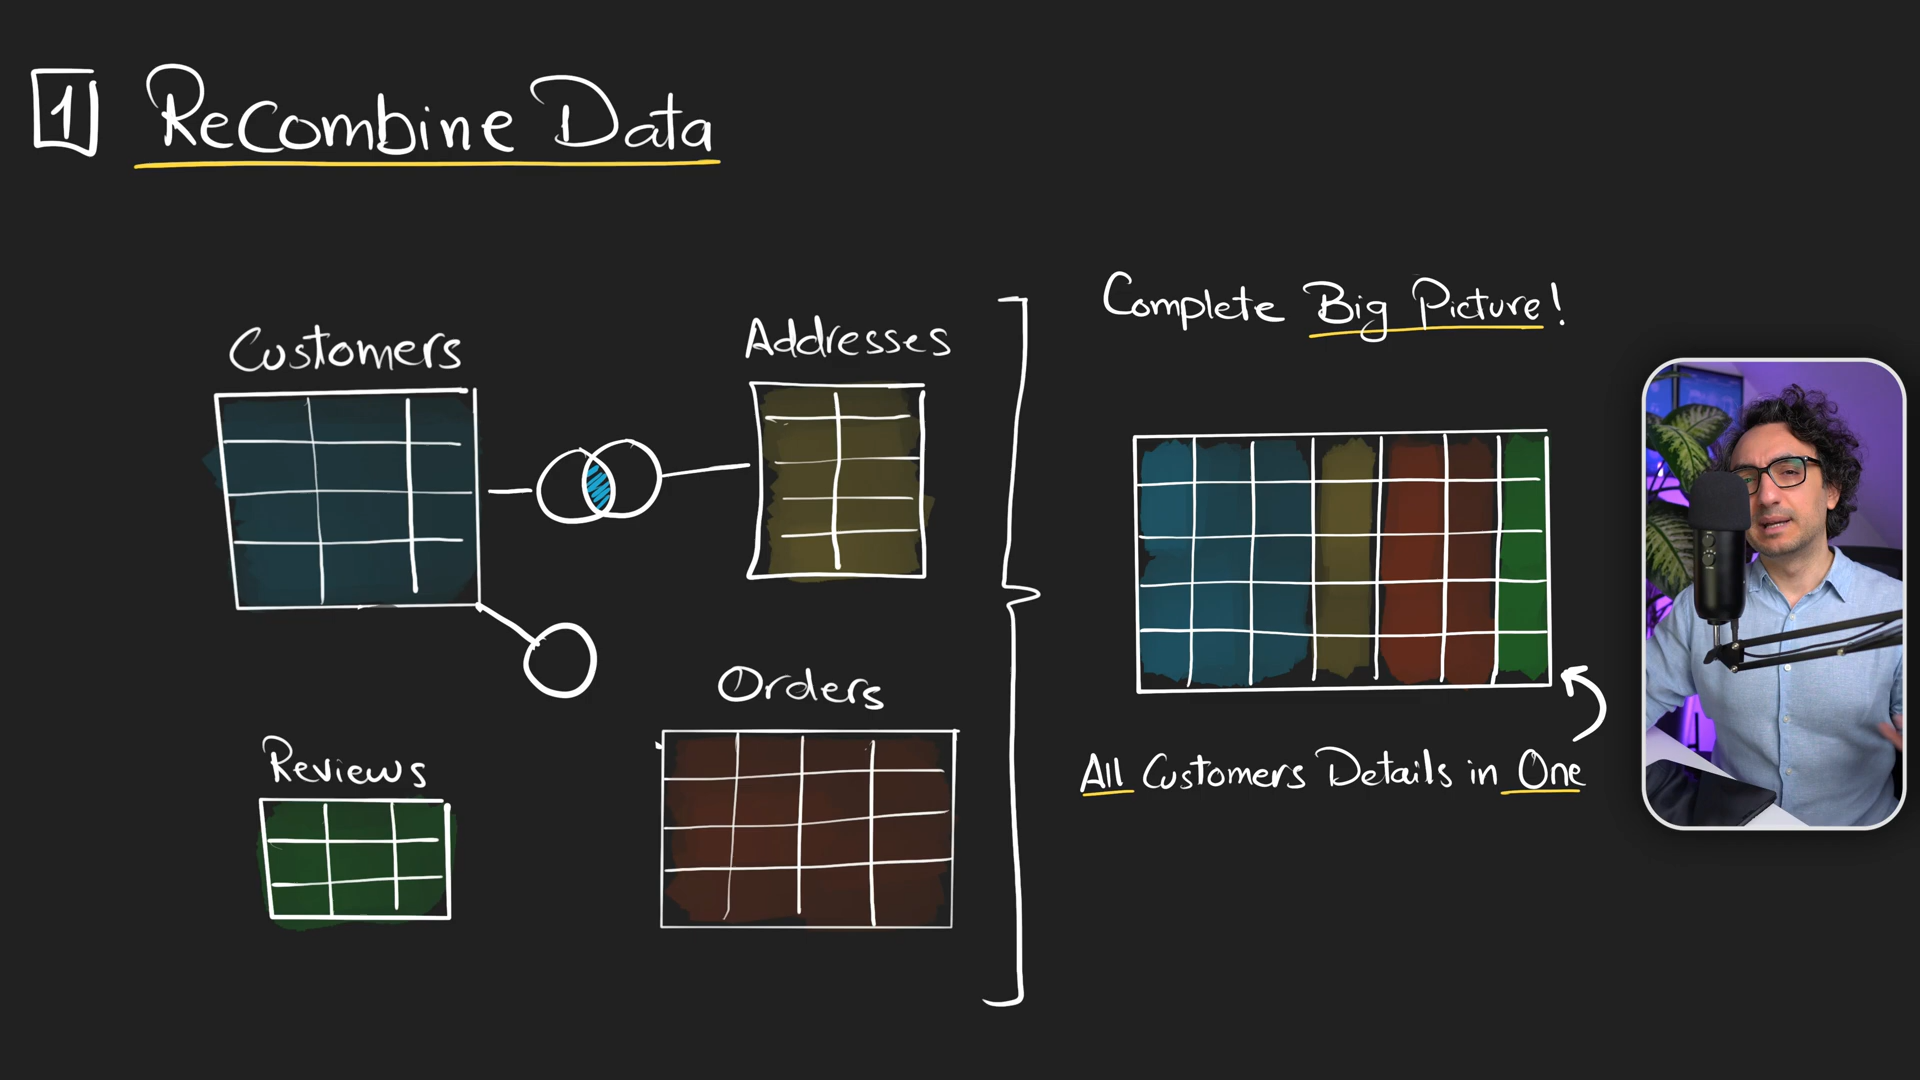 1 Recombine Data
Complete Big Picture!
Customers
Addresses
Orders
Reviews
All Customers Details in One